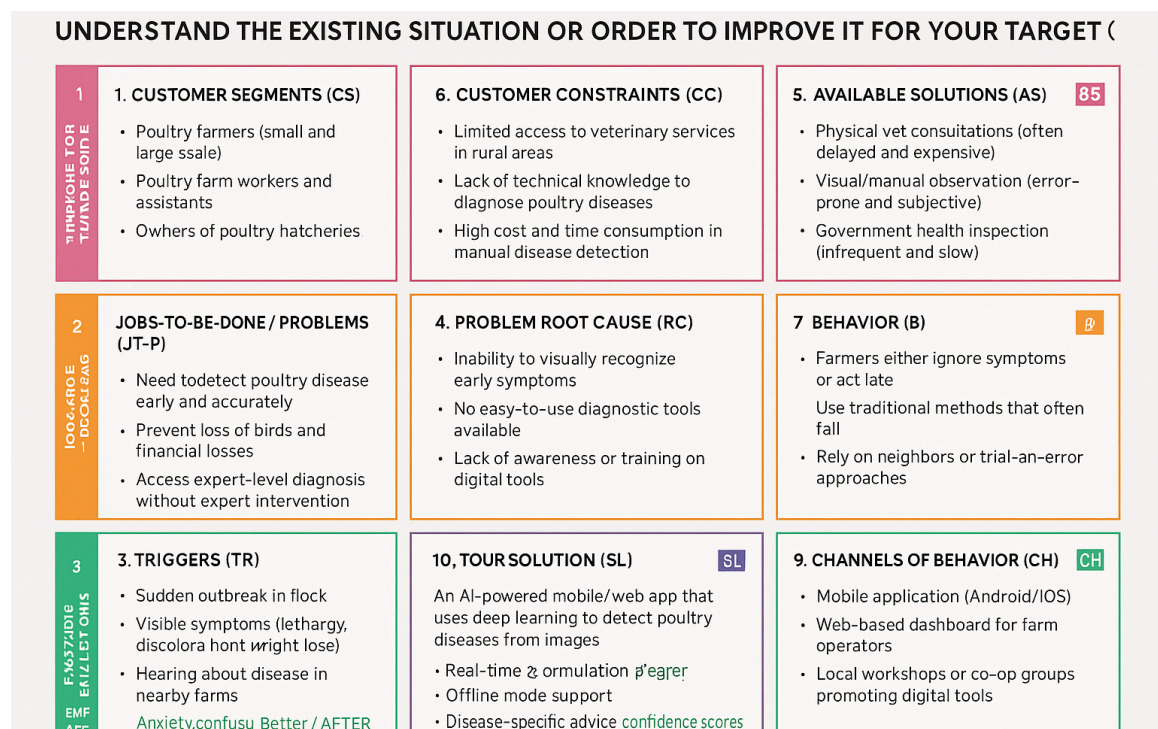 UNDERSTAND THE EXISTING SITUATION OR ORDER TO IMPROVE IT FOR YOUR TARGET (
1
1. CUSTOMER SEGMENTS (CS)
• Poultry farmers (small and
large ssale)
• Poultry farm workers and
assistants
• Owhers of poultry hatcheries
6. CUSTOMER CONSTRAINTS (CC)
• Limited access to veterinary services
in rural areas
• Lack of technical knowledge to
dlagnose poultry diseases
• High cost and time consumption in
manual disease detection
5. AVAILABLE SOLUTIONS (AS)
85
• Physical vet consuitations (often
delayed and expensive)
• Visual/manual observation (error-
prone and subjective)
• Government health inspection
(infrequent and slow)
2
JOBS-TO-BE-DONE / PROBLEMS
(JT-P)
• Need todetect poultry disease
early and accurately
• Prevent loss of birds and
financial losses
• Access expert-level diagnosis
without expert intervention
4. PROBLEM ROOT CAUSE (RC)
• Inability to visually recognize
early symptoms
• No easy-to-use diagnostic tools
available
• Lack of awareness or training on
digital tools
7 BEHAVIOR (B)
• Farmers either ignore symptoms
or act late
Use traditional methods that often
fall
• Rely on neighbors or trial-an-error
approaches
3
EMF
3. TRIGGERS (TR)
• Sudden outbreak in flock
• Visible symptoms (lethargy,
discolora hont wright lose)
• Hearing about disease in
nearby farms
Anxiety.confusu Better / AFTER
10, TOUR SOLUTION (SL)
SL
An AI-powered mobile/web app that
uses deep learning to detect poultry
diseases from images
• Real-time ormulation
• Offline mode support
• Disease-specific advice confidence scores
9. CHANNELS OF BEHAVIOR (CH)
CH
• Mobile application (Android/IOS)
• Web-based dashboard for farm
operators
• Local workshops or co-op groups
promoting digital tools